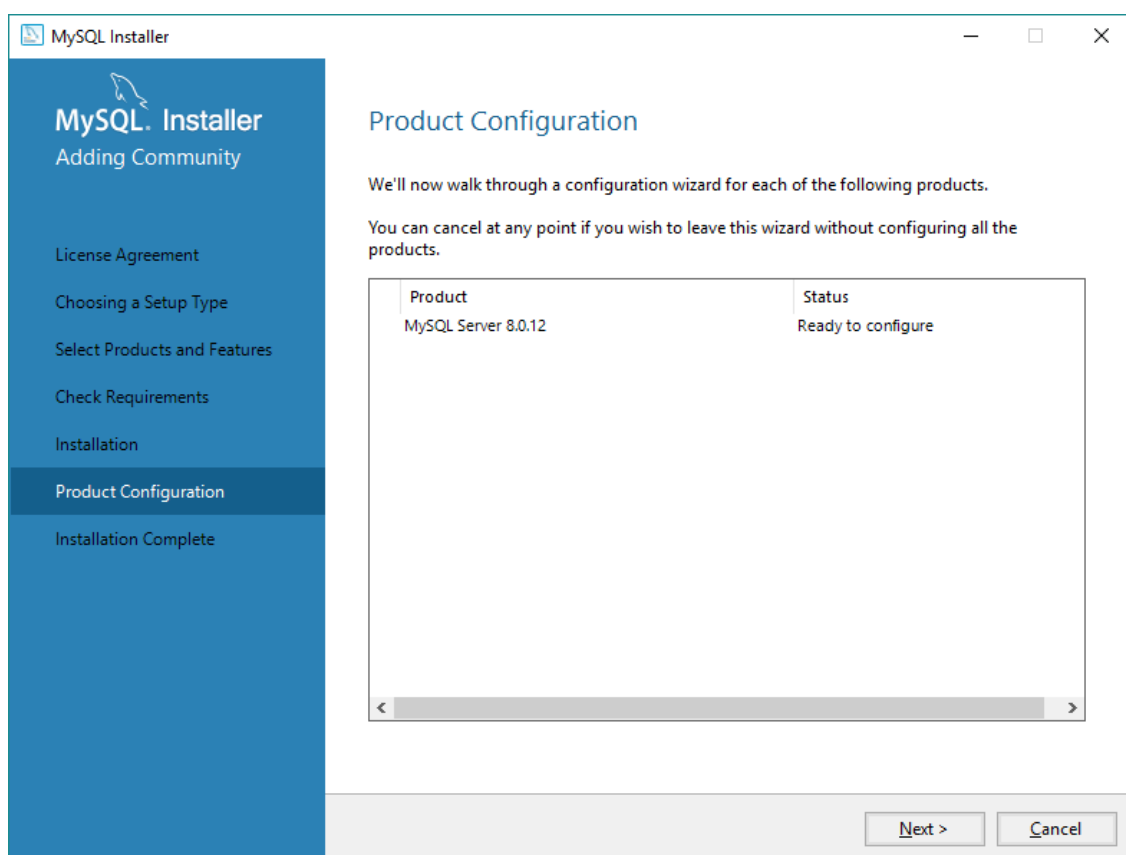 MySQL Installer
MySQL. Installer
Adding Community
License Agreement
Choosing a Setup Type
Select Products and Features
Check Requirements
Installation
Product Configuration
Installation Complete
Product Configuration
We'll now walk through a configuration wizard for each of the following products.
You can cancel at any point if you wish to leave this wizard without configuring all the
products.
Product Status
MySQL Server 8.0.12 Ready to configure
Next > Cancel